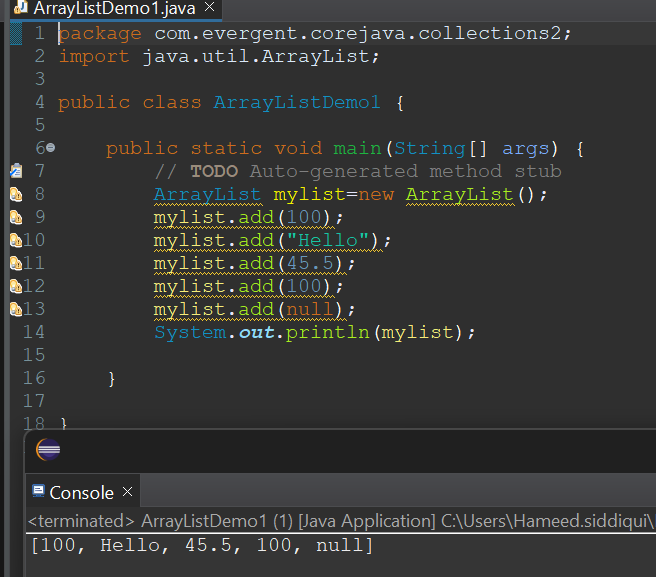 ArrayListDemo1.java ×
1 package com.evergent.corejava.collections2;
2 import java.util.ArrayList;
3
4 public class ArrayListDemo1 {
5
6 public static void main(String[] args) {
7 // TODO Auto-generated method stub
8 ArrayList mylist=new ArrayList();
9 mylist.add(100);
10 mylist.add("Hello");
11 mylist.add(45.5);
12 mylist.add(100);
13 mylist.add(null);
14 System.out.println(mylist);
15
16 }
17
18 }
Console ×
<terminated> ArrayListDemo1 (1) [Java Application] C:\Users\Hameed.siddiqui\
[100, Hello, 45.5, 100, null]